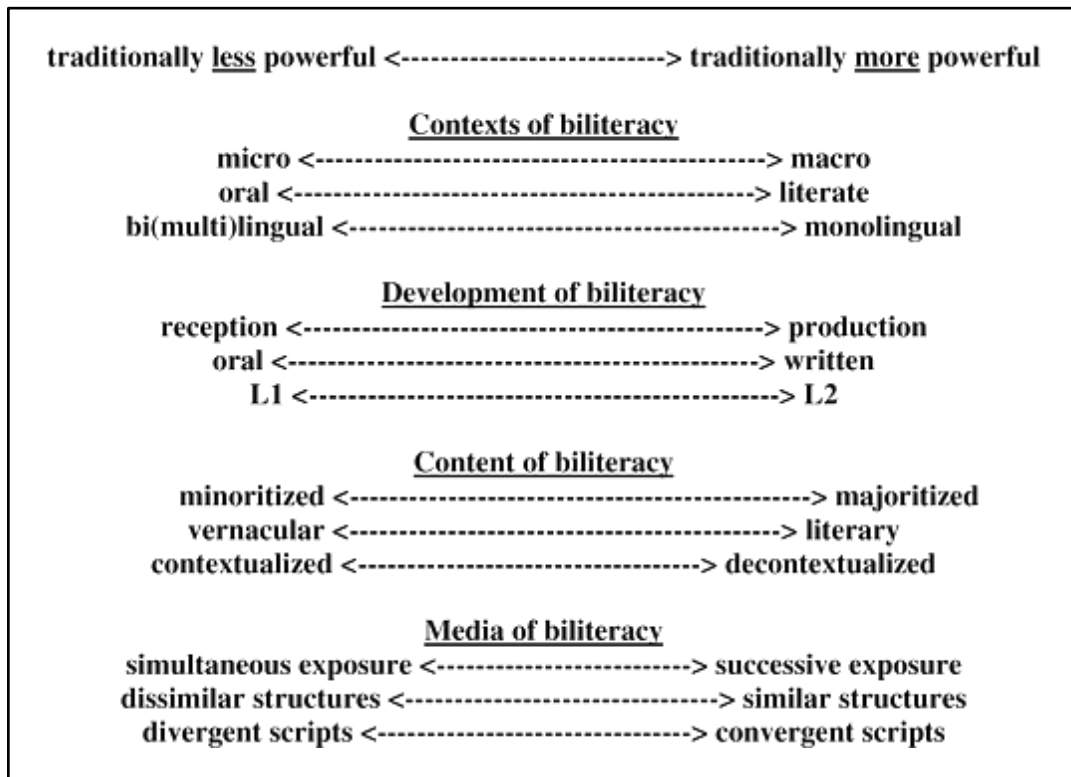 traditionally less powerful <----------------------------> traditionally more powerful
Contexts of biliteracy
micro <----------------------------------------------> macro
oral <-----------------------------------------------> literate
bi(multi)lingual <--------------------------------------------> monolingual
Development of biliteracy
reception <-----------------------------------------------> production
oral <------------------------------------------------> written
L1 <------------------------------------------------> L2
Content of biliteracy
minoritized <------------------------------------------------> majoritized
vernacular <---------------------------------------------> literary
contextualized <-----------------------------------> decontextualized
Media of biliteracy
simultaneous exposure <--------------------------> successive exposure
dissimilar structures <---------------------------------> similar structures
divergent scripts <--------------------------------> convergent scripts